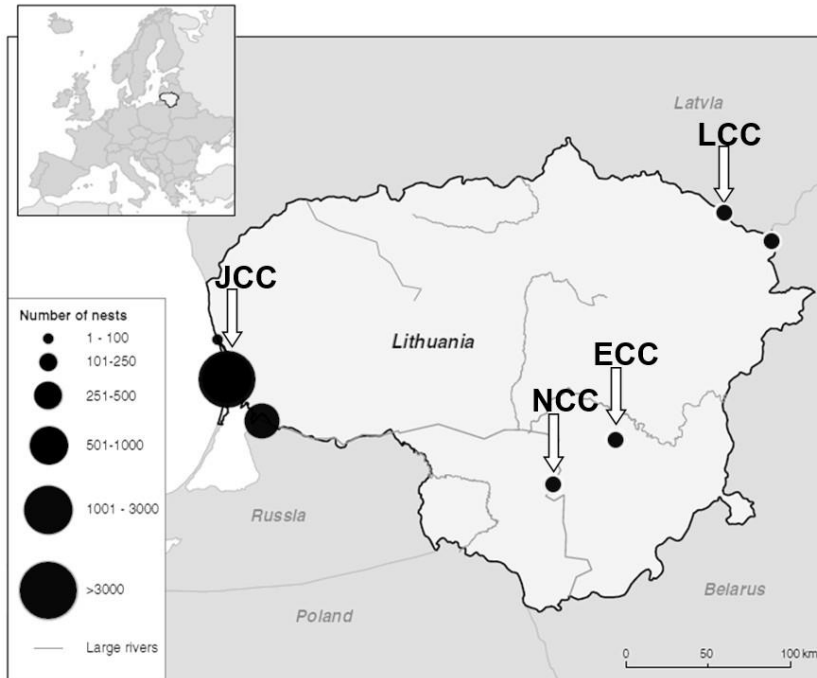 Latvia
LCC
JCC
Number of nests
1 - 100
101-250
251-500
501-1000
1001 - 3000
>3000
Large rivers
Lithuania
ECC
NCC
Russia
Poland
Belarus
0 50 100 km